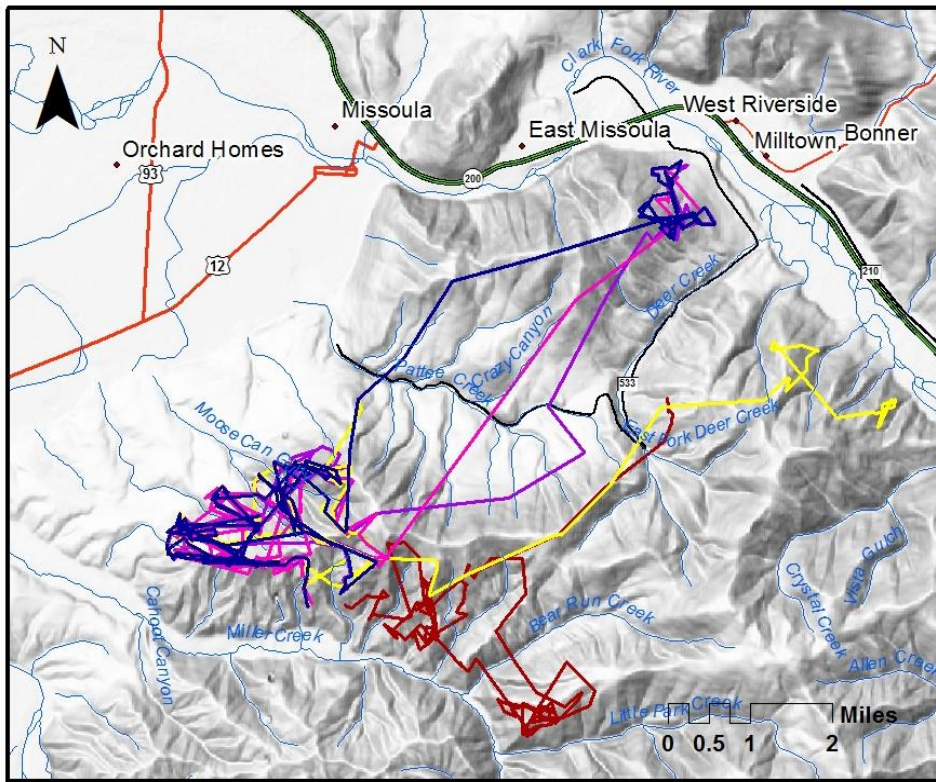 N
Clark Fork River
Missoula
West Riverside
East Missoula
Milltown
Bonner
Orchard Homes
93
200
12
210
Deer Creek
Crazy Canyon
Pattee Creek
533
Moose Can Gu
East Fork Deer Creek
Vista Gulch
Crystal Creek
Bear Run Creek
Miller Creek
Allen Creek
Little Park Creek
Miles
0 0.5 1 2